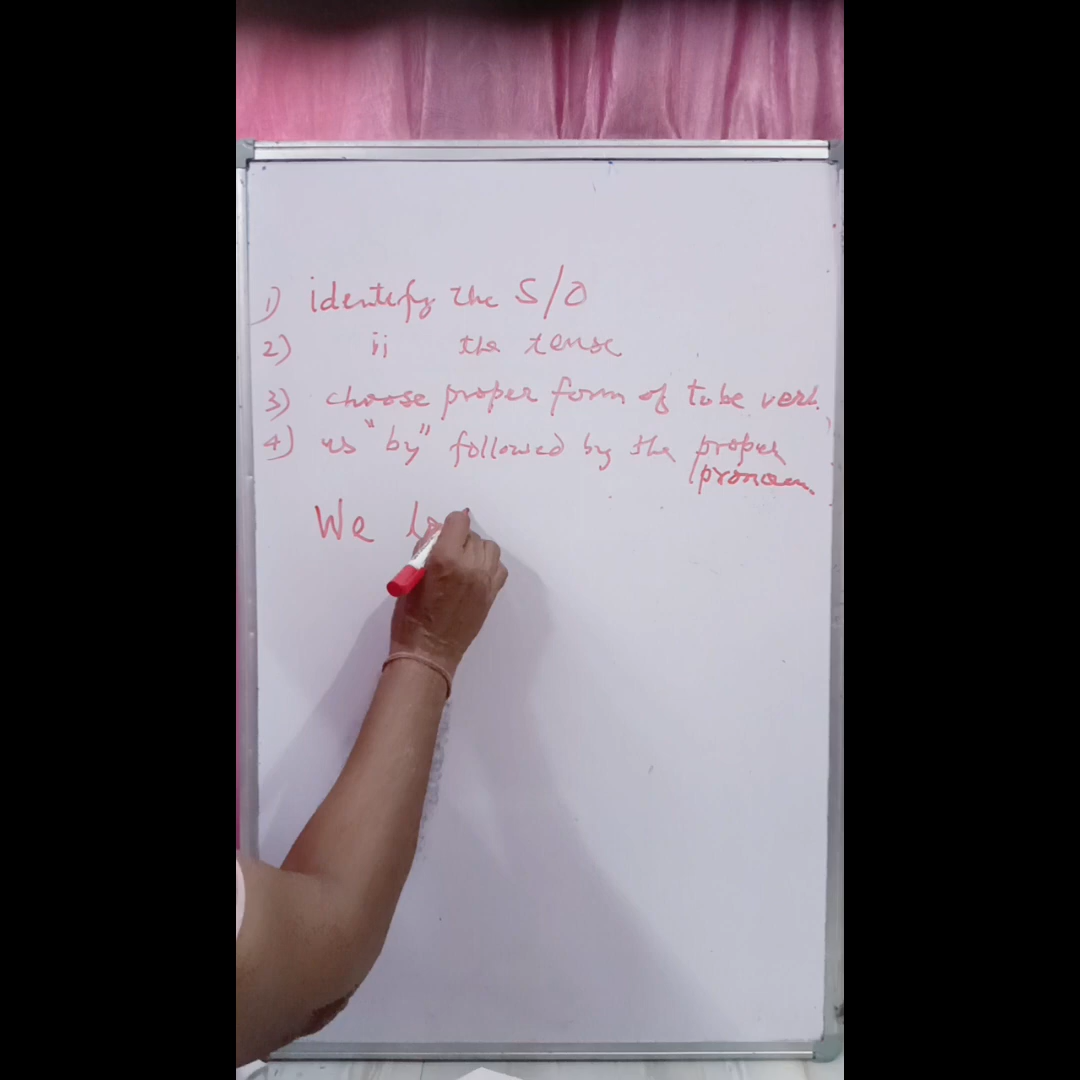 1) identify the S/O
2) ii the tense
3) choose proper form of to be verb.
4) us "by" followed by the proper
pronoun.
We